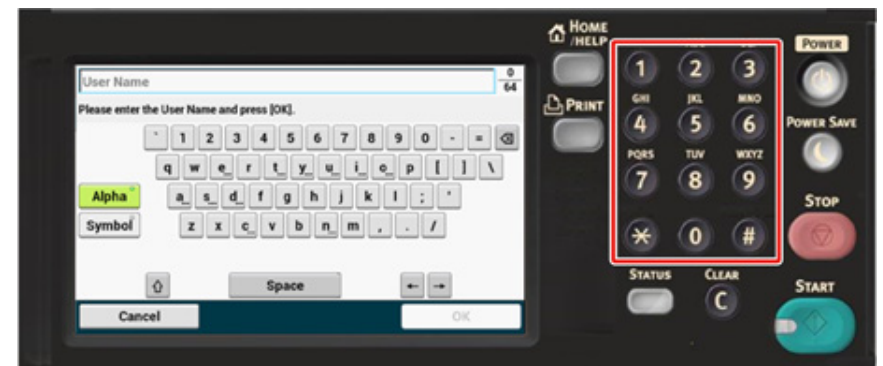 HOME
/HELP
POWER
User Name
0
64
1 2 3
Please enter the User Name and press [OK].
PRINT
GHI JKL MNO
4 5 6
POWER SAVE
` 1 2 3 4 5 6 7 8 9 0 - =
q w e r t y u i o p [ ] \
PQRS TUV WXYZ
7 8 9
Alpha
a s d f g h j k l ; '
STOP
Symbol
z x c v b n m , . /
* 0 #
STATUS CLEAR
C
START
Space ← →
Cancel
OK